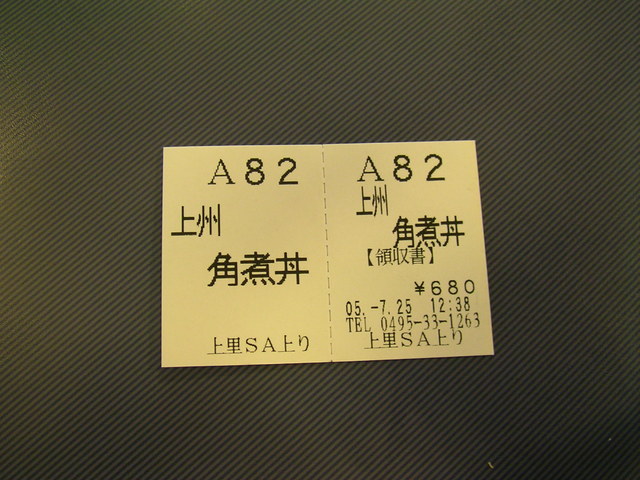 A82
上州
角煮丼
上里SA上り
A82
上州
角煮丼
【領収書】
¥680
05.-7.25 12:38
TEL 0495-33-1263
上里SA上り